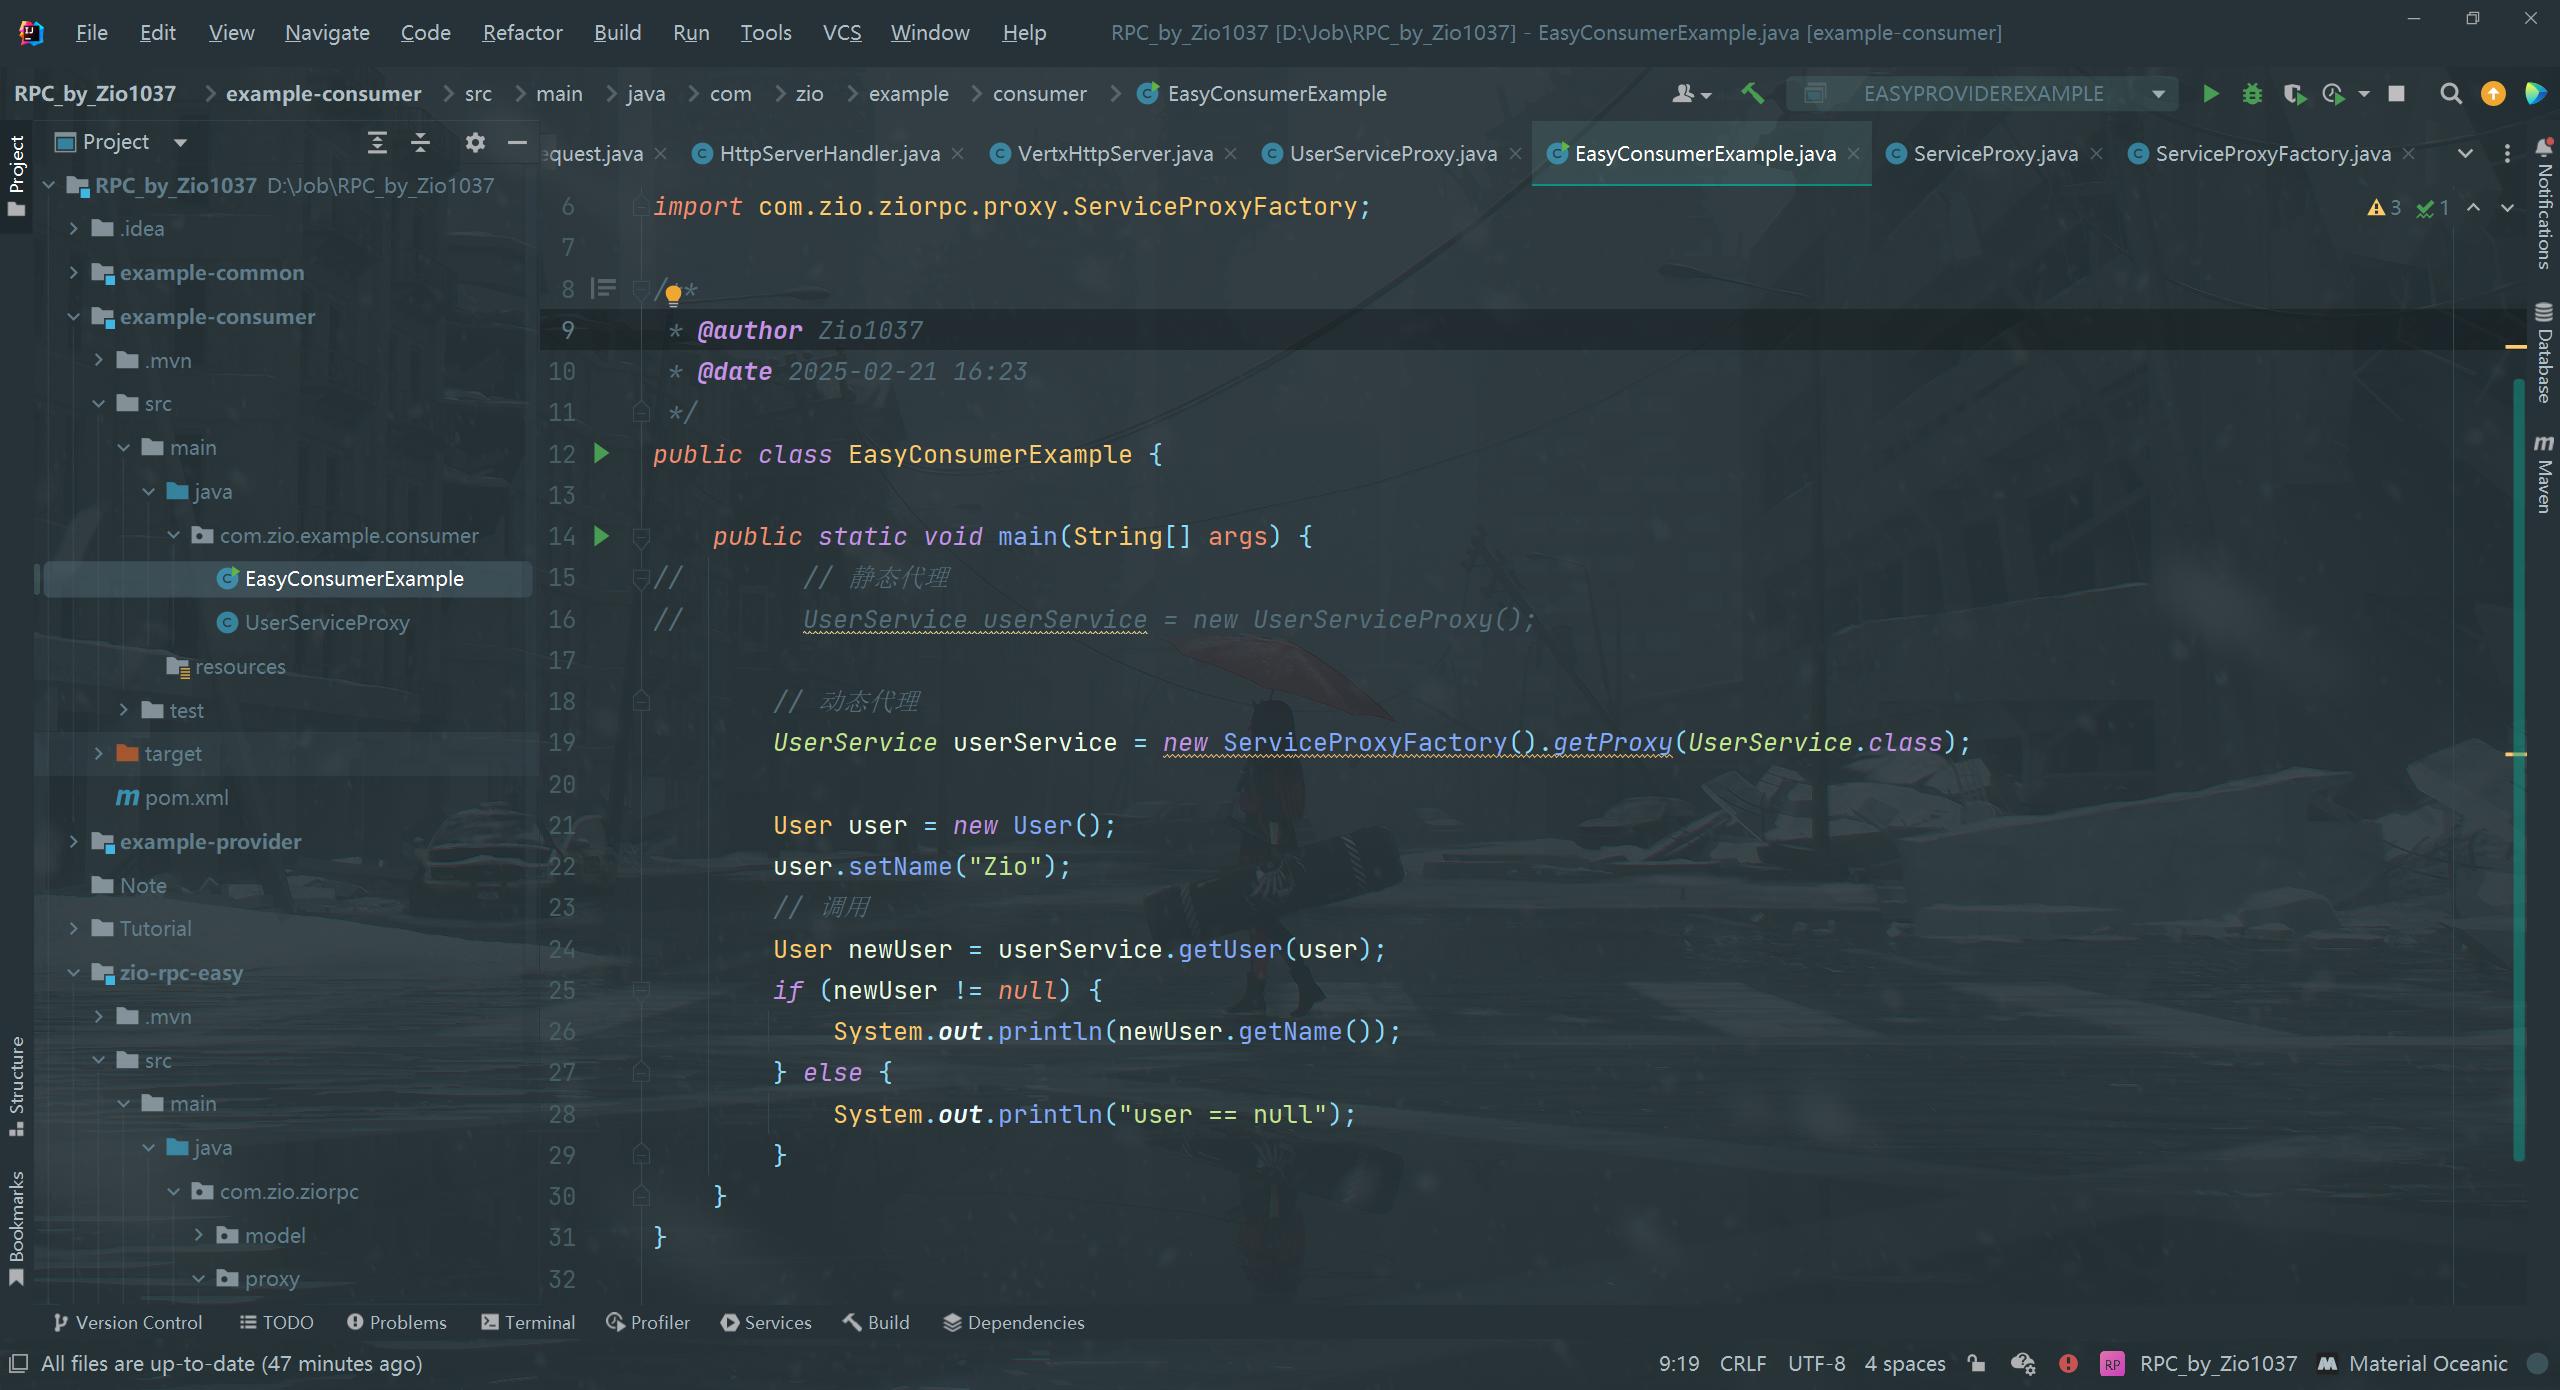 File Edit View Navigate Code Refactor Build Run Tools VCS Window Help RPC_by_Zio1037 [D:\Job\RPC_by_Zio1037] - EasyConsumerExample.java [example-consumer]
RPC_by_Zio1037 example-consumer src main java com zio example consumer EasyConsumerExample EASYPROVIDEREXAMPLE
Project
equest.java HttpServerHandler.java VertxHttpServer.java UserServiceProxy.java EasyConsumerExample.java ServiceProxy.java ServiceProxyFactory.java
Project
Structure
Bookmarks
RPC_by_Zio1037 D:\Job\RPC_by_Zio1037
.idea
example-common
example-consumer
.mvn
src
main
java
com.zio.example.consumer
EasyConsumerExample
UserServiceProxy
resources
test
target
pom.xml
example-provider
Note
Tutorial
zio-rpc-easy
.mvn
src
main
java
com.zio.ziorpc
model
proxy
6 import com.zio.ziorpc.proxy.ServiceProxyFactory;
7
8 /**
9 * @author Zio1037
10 * @date 2025-02-21 16:23
11 */
12 public class EasyConsumerExample {
13
14 public static void main(String[] args) {
15 // // 静态代理
16 // UserService userService = new UserServiceProxy();
17
18 // 动态代理
19 UserService userService = new ServiceProxyFactory().getProxy(UserService.class);
20
21 User user = new User();
22 user.setName("Zio");
23 // 调用
24 User newUser = userService.getUser(user);
25 if (newUser != null) {
26 System.out.println(newUser.getName());
27 } else {
28 System.out.println("user == null");
29 }
30 }
31 }
32
3 1
Notifications
Database
Maven
Version Control TODO Problems Terminal Profiler Services Build Dependencies
All files are up-to-date (47 minutes ago) 9:19 CRLF UTF-8 4 spaces RP RPC_by_Zio1037 Material Oceanic